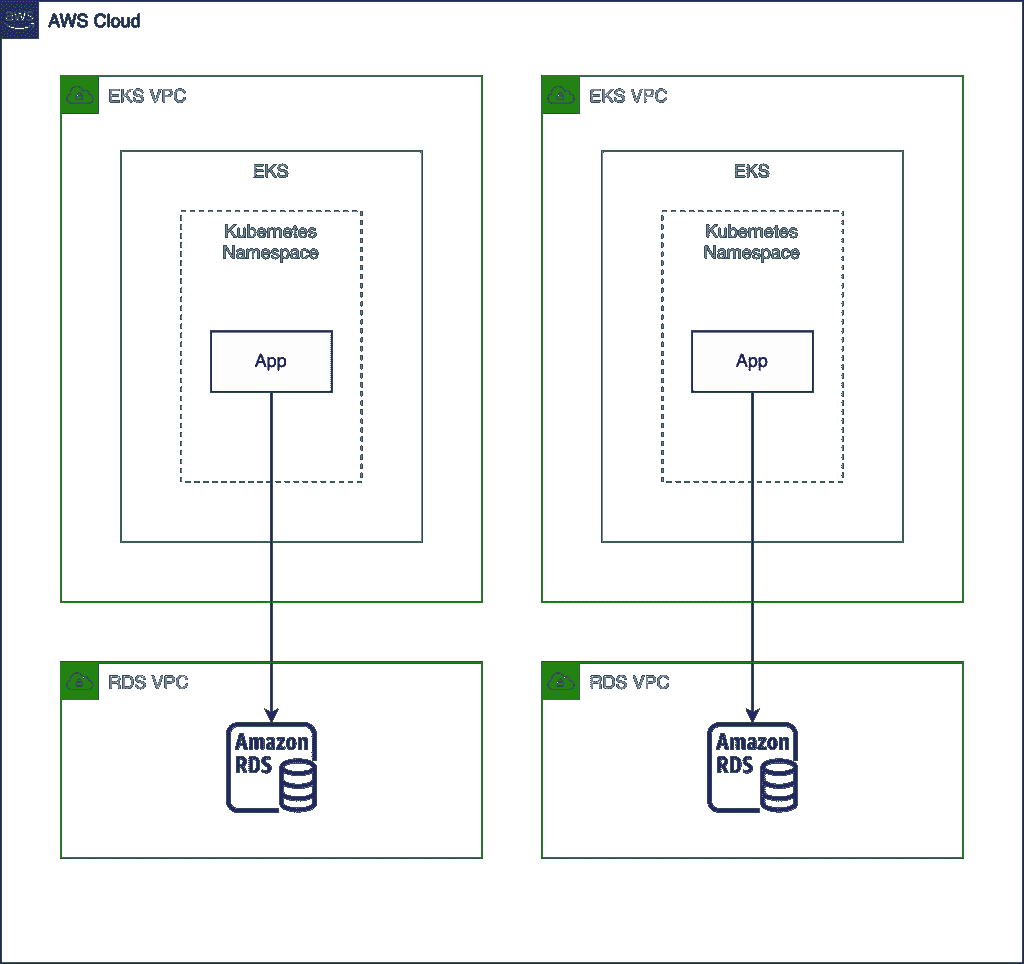 aws
AWS Cloud
EKS VPC
EKS
Kubernetes
Namespace
App
RDS VPC
Amazon
RDS
EKS VPC
EKS
Kubernetes
Namespace
App
RDS VPC
Amazon
RDS